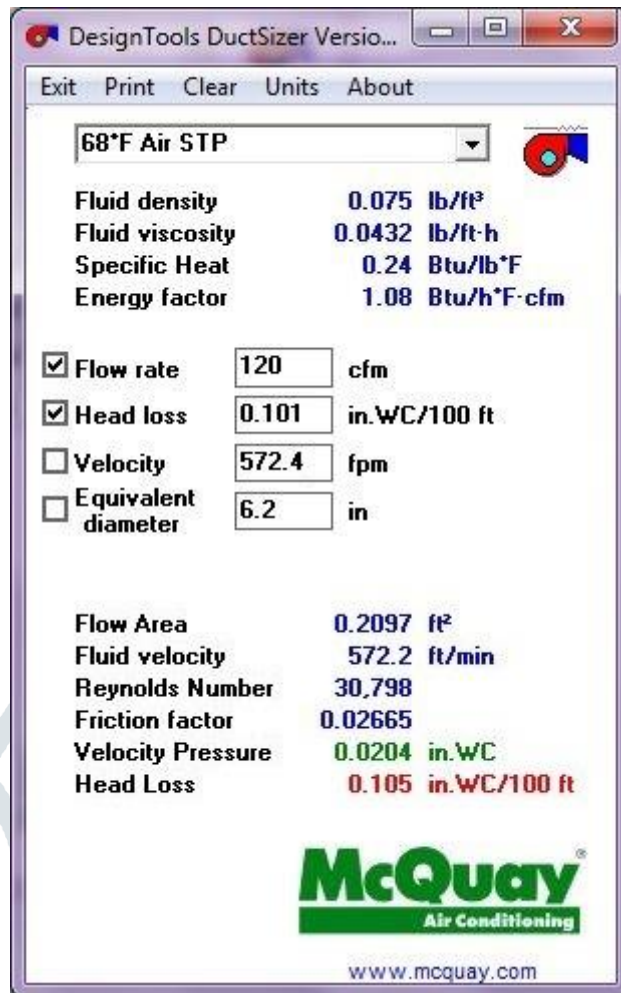 DesignTools DuctSizer Versio...
Exit Print Clear Units About
68°F Air STP
Fluid density 0.075 lb/ft³
Fluid viscosity 0.0432 lb/ft·h
Specific Heat 0.24 Btu/lb°F
Energy factor 1.08 Btu/h°F·cfm
Flow rate 120 cfm
Head loss 0.101 in.WC/100 ft
Velocity 572.4 fpm
Equivalent
diameter 6.2 in
Flow Area 0.2097 ft²
Fluid velocity 572.2 ft/min
Reynolds Number 30,798
Friction factor 0.02665
Velocity Pressure 0.0204 in.WC
Head Loss 0.105 in.WC/100 ft
McQuay®
Air Conditioning
www.mcquay.com